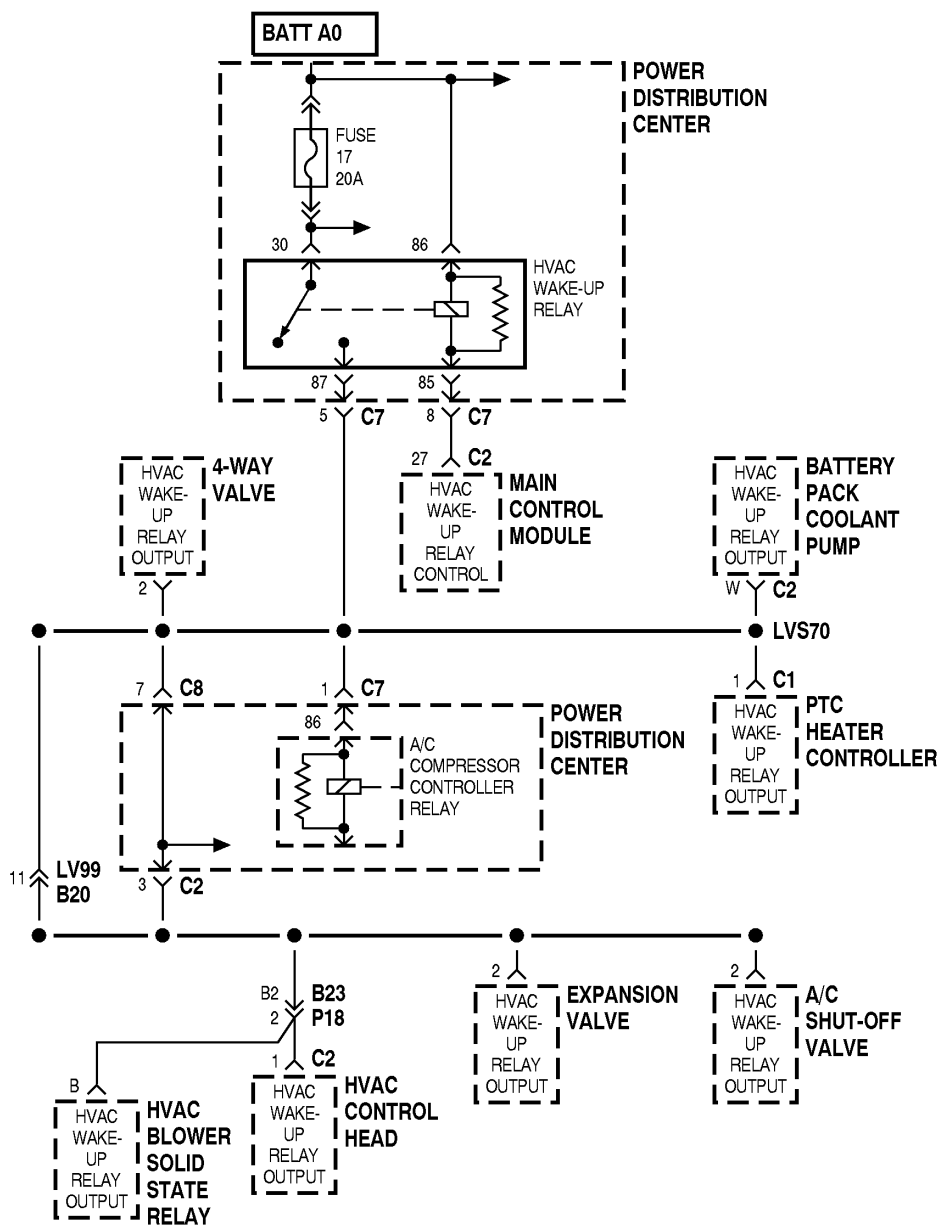 BATT A0
POWER
DISTRIBUTION
CENTER
FUSE
17
20A
30
86
HVAC
WAKE-UP
RELAY
87
85
5
C7
8
C7
27
C2
4-WAY
VALVE
HVAC
WAKE-
UP
RELAY
OUTPUT
2
HVAC
WAKE-
UP
RELAY
CONTROL
MAIN
CONTROL
MODULE
HVAC
WAKE-
UP
RELAY
OUTPUT
BATTERY
PACK
COOLANT
PUMP
W
C2
LVS70
7
C8
1
C7
1
C1
86
A/C
COMPRESSOR
CONTROLLER
RELAY
POWER
DISTRIBUTION
CENTER
HVAC
WAKE-
UP
RELAY
OUTPUT
PTC
HEATER
CONTROLLER
11
LV99
B20
3
C2
B2
B23
2
P18
1
C2
2
HVAC
WAKE-
UP
RELAY
OUTPUT
EXPANSION
VALVE
2
HVAC
WAKE-
UP
RELAY
OUTPUT
A/C
SHUT-OFF
VALVE
B
HVAC
WAKE-
UP
RELAY
OUTPUT
HVAC
BLOWER
SOLID
STATE
RELAY
HVAC
WAKE-
UP
RELAY
OUTPUT
HVAC
CONTROL
HEAD